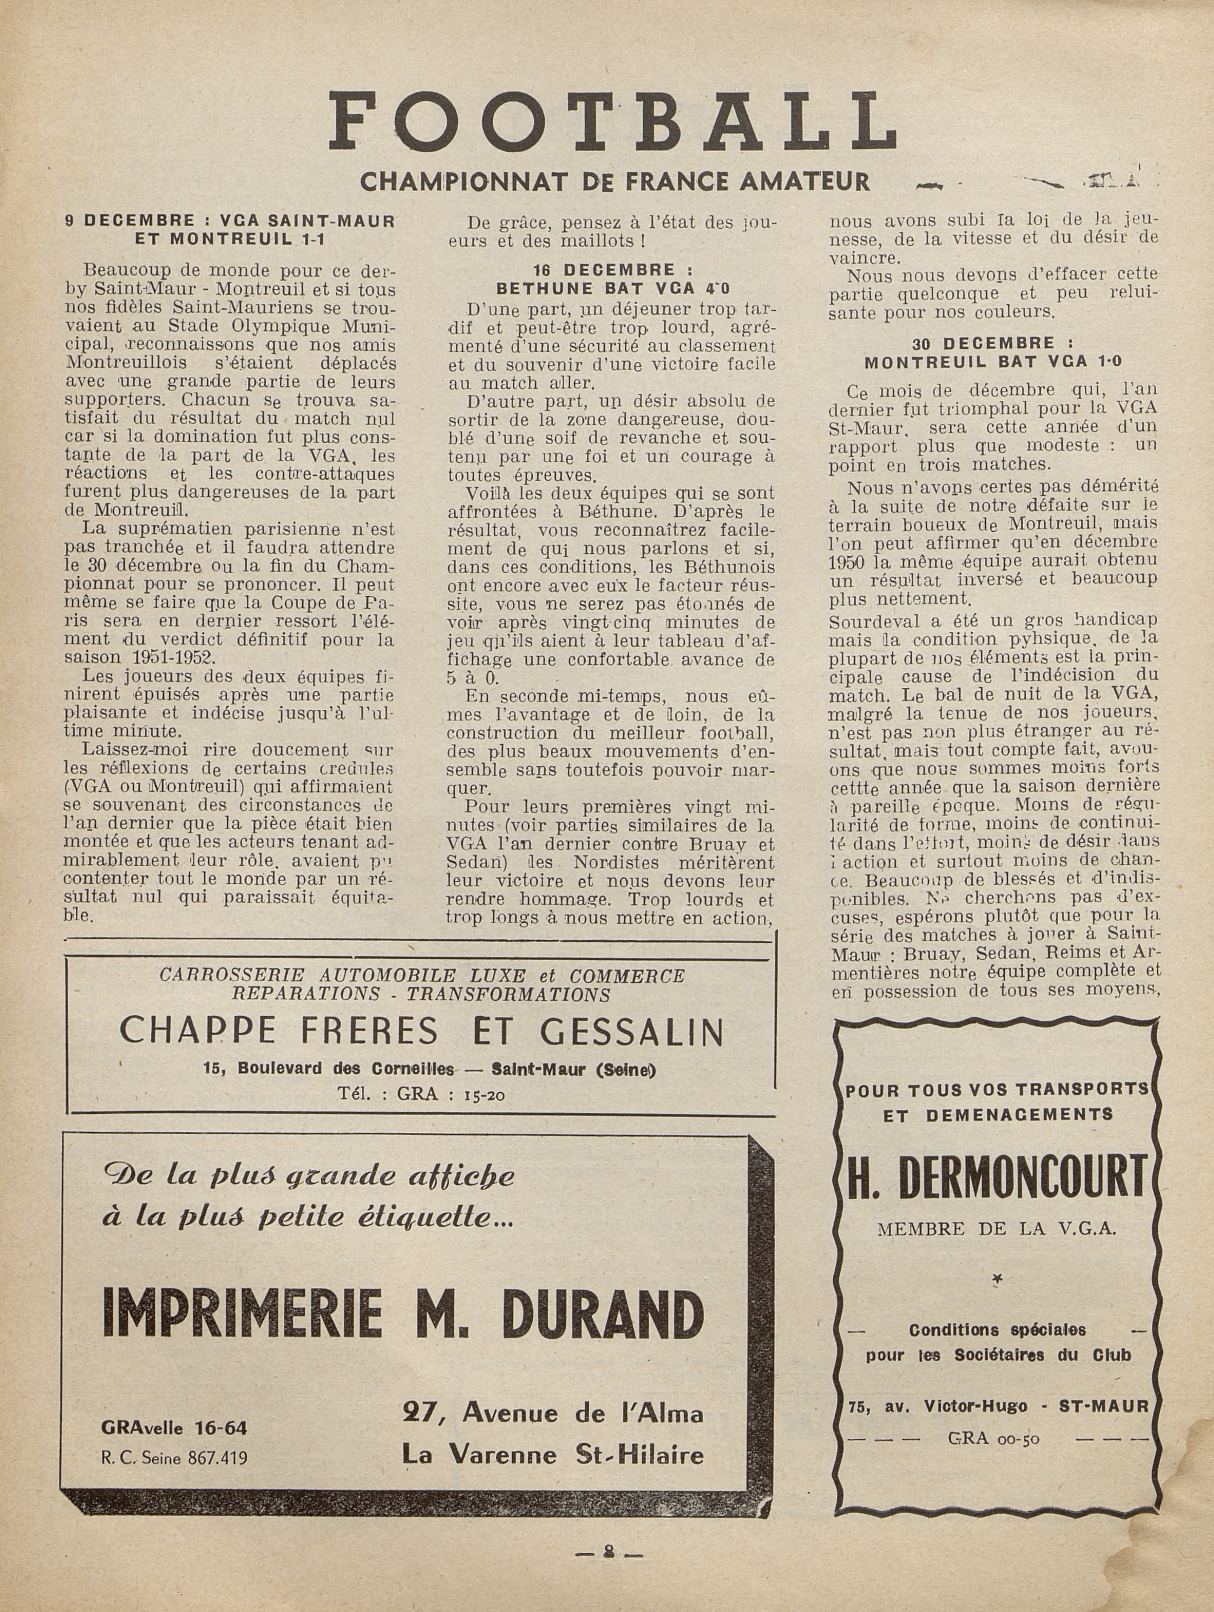 FOOTBALL
CHAMPIONNAT DE FRANCE AMATEUR
9 DECEMBRE : VGA SAINT-MAUR
ET MONTREUIL 1-1
Beaucoup de monde pour ce der-
by Saint-Maur - Montreuil et si tous
nos fidèles Saint-Mauriens se trou-
vaient au Stade Olympique Muni-
cipal, reconnaissons que nos amis
Montreuillois s'étaient déplacés
avec une grande partie de leurs
supporters. Chacun se trouva sa-
tisfait du résultat du match nul
car si la domination fut plus cons-
tante de la part de la VGA, les
réactions et les contre-attaques
furent plus dangereuses de la part
de Montreuil.
La suprématien parisienne n'est
pas tranchée et il faudra attendre
le 30 décembre ou la fin du Cham-
pionnat pour se prononcer. Il peut
même se faire que la Coupe de Pa-
ris sera en dernier ressort l'élé-
ment du verdict définitif pour la
saison 1951-1952.
Les joueurs des deux équipes fi-
nirent épuisés après une partie
plaisante et indécise jusqu'à l'ul-
time minute.
Laissez-moi rire doucement sur
les réflexions de certains credules
(VGA ou Montreuil) qui affirmaient
se souvenant des circonstances de
l'an dernier que la pièce était bien
montée et que les acteurs tenant ad-
mirablement leur rôle, avaient pu
contenter tout le monde par un ré-
sultat nul qui paraissait équita-
ble.
De grâce, pensez à l'état des jou-
eurs et des maillots !
16 DECEMBRE :
BETHUNE BAT VGA 4-0
D'une part, un déjeuner trop tar-
dif et peut-être trop lourd, agré-
menté d'une sécurité au classement
et du souvenir d'une victoire facile
au match aller.
D'autre part, un désir absolu de
sortir de la zone dangereuse, dou-
blé d'une soif de revanche et sou-
tenu par une foi et un courage à
toutes épreuves.
Voilà les deux équipes qui se sont
affrontées à Béthune. D'après le
résultat, vous reconnaîtrez facile-
ment de qui nous parlons et si,
dans ces conditions, les Béthunois
ont encore avec eux le facteur réus-
site, vous ne serez pas étonnés de
voir après vingt-cinq minutes de
jeu qu'ils aient à leur tableau d'af-
fichage une confortable avance de
5 à 0.
En seconde mi-temps, nous eû-
mes l'avantage et de loin, de la
construction du meilleur football,
des plus beaux mouvements d'en-
semble sans toutefois pouvoir mar-
quer.
Pour leurs premières vingt mi-
nutes (voir parties similaires de la
VGA l'an dernier contre Bruay et
Sedan) les Nordistes méritèrent
leur victoire et nous devons leur
rendre hommage. Trop lourds et
trop longs à nous mettre en action,
nous avons subi la loi de la jeu-
nesse, de la vitesse et du désir de
vaincre.
Nous nous devons d'effacer cette
partie quelconque et peu relui-
sante pour nos couleurs.
30 DECEMBRE :
MONTREUIL BAT VGA 1-0
Ce mois de décembre qui, l'an
dernier fut triomphal pour la VGA
St-Maur, sera cette année d'un
rapport plus que modeste : un
point en trois matches.
Nous n'avons certes pas démérité
à la suite de notre défaite sur le
terrain boueux de Montreuil, mais
l'on peut affirmer qu'en décembre
1950 la même équipe aurait obtenu
un résultat inversé et beaucoup
plus nettement.
Sourdeval a été un gros handicap
mais la condition pyhsique, de la
plupart de nos éléments est la prin-
cipale cause de l'indécision du
match. Le bal de nuit de la VGA,
malgré la tenue de nos joueurs,
n'est pas non plus étranger au ré-
sultat, mais tout compte fait, avou-
ons que nous sommes moins forts
cettte année que la saison dernière
à pareille époque. Moins de régu-
larité de forme, moins de continui-
té dans l'effort, moins de désir dans
l'action et surtout moins de chan-
ce. Beaucoup de blessés et d'indis-
ponibles. Ne cherchons pas d'ex-
cuses, espérons plutôt que pour la
série des matches à jouer à Saint-
Maur : Bruay, Sedan, Reims et Ar-
mentières notre équipe complète et
en possession de tous ses moyens,
CARROSSERIE AUTOMOBILE LUXE et COMMERCE
REPARATIONS - TRANSFORMATIONS
CHAPPE FRERES ET GESSALIN
15, Boulevard des Corneilles — Saint-Maur (Seine)
Tél. : GRA : 15-20
De la plus grande affiche
à la plus petite étiquette...
IMPRIMERIE M. DURAND
GRAvelle 16-64
R. C. Seine 867.419
27, Avenue de l'Alma
La Varenne St-Hilaire
POUR TOUS VOS TRANSPORTS
ET DEMENAGEMENTS
H. DERMONCOURT
MEMBRE DE LA V.G.A.
*
— Conditions spéciales —
pour les Sociétaires du Club
75, av. Victor-Hugo - ST-MAUR
— — — GRA 00-50 — — —
— 8 —